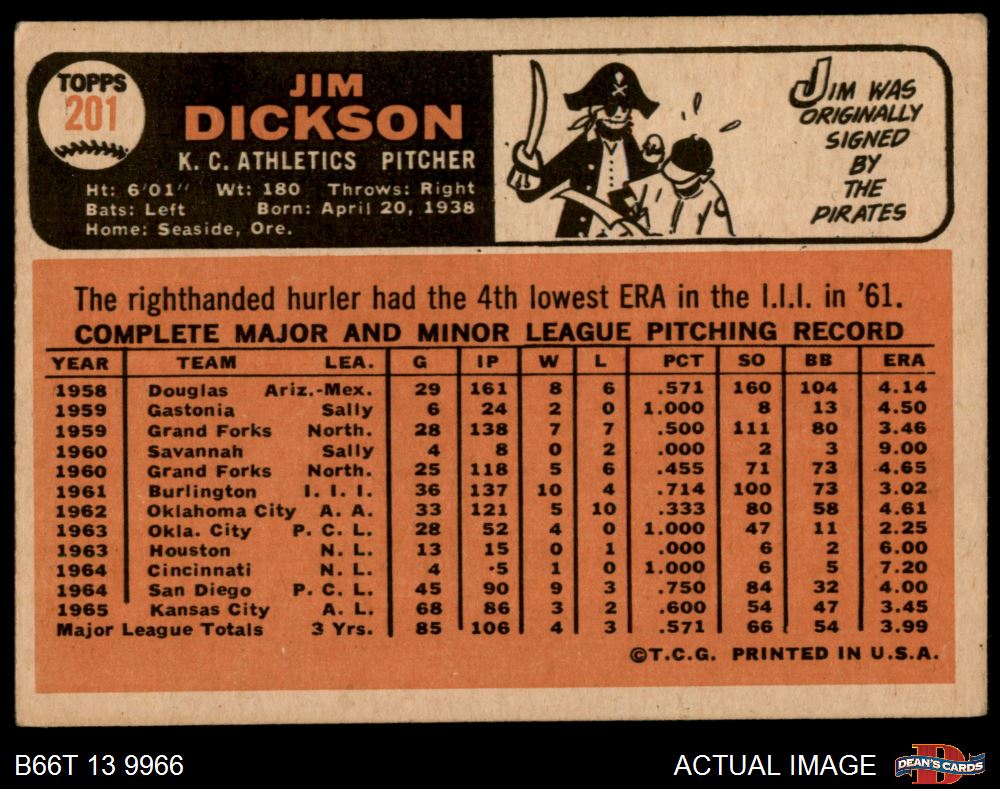 TOPPS
201
JIM
DICKSON
K. C. ATHLETICS PITCHER
Ht: 6'01" Wt: 180 Throws: Right
Bats: Left Born: April 20, 1938
Home: Seaside, Ore.
JIM WAS
ORIGINALLY
SIGNED
BY
THE
PIRATES
The righthanded hurler had the 4th lowest ERA in the I.I.I. in '61.
COMPLETE MAJOR AND MINOR LEAGUE PITCHING RECORD
YEAR TEAM LEA. G IP W L PCT SO BB ERA
1958 Douglas Ariz.-Mex. 29 161 8 6 .571 160 104 4.14
1959 Gastonia Sally 6 24 2 0 1.000 8 13 4.50
1959 Grand Forks North. 28 138 7 7 .500 111 80 3.46
1960 Savannah Sally 4 8 0 2 .000 2 3 9.00
1960 Grand Forks North. 25 118 5 6 .455 71 73 4.65
1961 Burlington I. I. I. 36 137 10 4 .714 100 73 3.02
1962 Oklahoma City A. A. 33 121 5 10 .333 80 58 4.61
1963 Okla. City P. C. L. 28 52 4 0 1.000 47 11 2.25
1963 Houston N. L. 13 15 0 1 .000 6 2 6.00
1964 Cincinnati N. L. 4 5 1 0 1.000 6 5 7.20
1964 San Diego P. C. L. 45 90 9 3 .750 84 32 4.00
1965 Kansas City A. L. 68 86 3 2 .600 54 47 3.45
Major League Totals 3 Yrs. 85 106 4 3 .571 66 54 3.99
©T.C.G. PRINTED IN U.S.A.
B66T 13 9966
ACTUAL IMAGE
D
DEAN'S CARDS